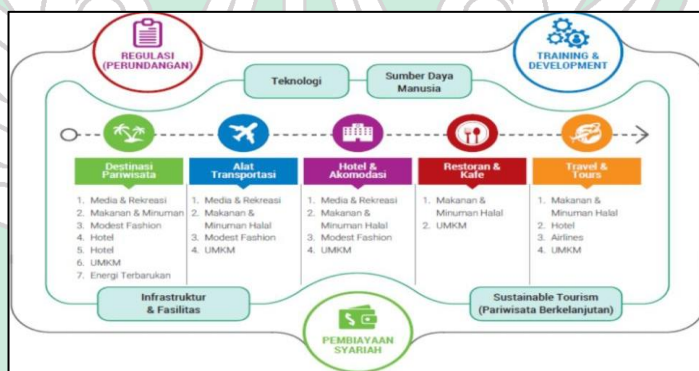 REGULASI
(PERUNDANGAN)
TRAINING &
DEVELOPMENT
Teknologi
Sumber Daya
Manusia
Destinasi
Pariwisata
1. Media & Rekreasi
2. Makanan & Minuman
3. Modest Fashion
4. Hotel
5. Hotel
6. UMKM
7. Energi Terbarukan
Alat
Transportasi
1. Media & Rekreasi
2. Makanan &
Minuman Halal
3. Modest Fashion
4. UMKM
Hotel &
Akomodasi
1. Media & Rekreasi
2. Makanan &
Minuman Halal
3. Modest Fashion
4. UMKM
Restoran &
Kafe
1. Makanan &
Minuman Halal
2. UMKM
Travel &
Tours
1. Makanan &
Minuman Halal
2. Hotel
3. Airlines
4. UMKM
Infrastruktur
& Fasilitas
Sustainable Tourism
(Pariwisata Berkelanjutan)
PEMBIAYAAN
SYARIAH